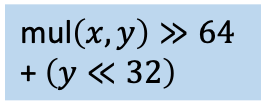 mul(x, y) ≫ 64
+ (y ≪ 32)